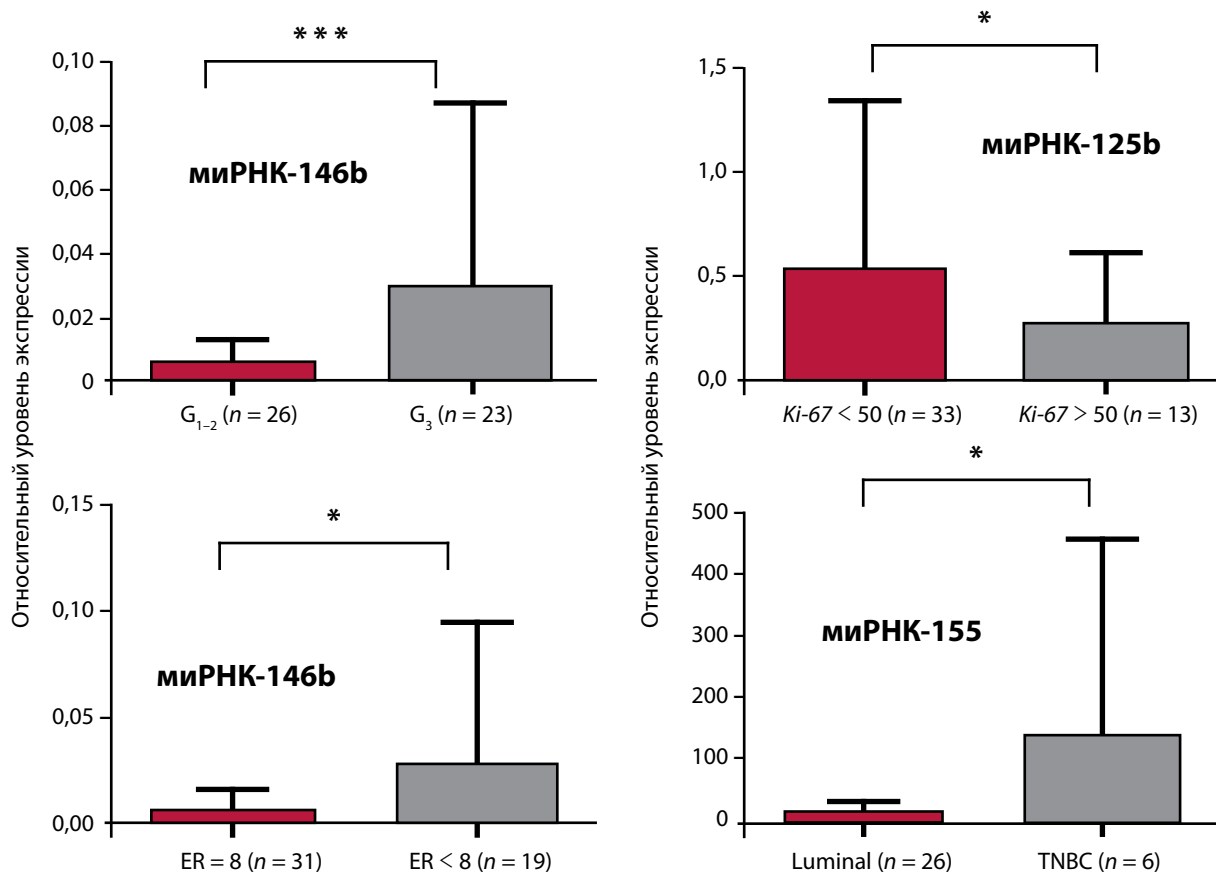 Относительный уровень экспрессии
* * *
0,10
0,08
0,06
0,04
0,02
0
миРНК-146b
G1–2 (n = 26)
G3 (n = 23)
*
0,15
0,10
0,05
0,00
миРНК-146b
ER = 8 (n = 31)
ER < 8 (n = 19)
Относительный уровень экспрессии
*
1,5
1,0
0,5
0,0
миРНК-125b
Ki-67 < 50 (n = 33)
Ki-67 > 50 (n = 13)
*
500
400
300
200
100
0
миРНК-155
Luminal (n = 26)
TNBC (n = 6)